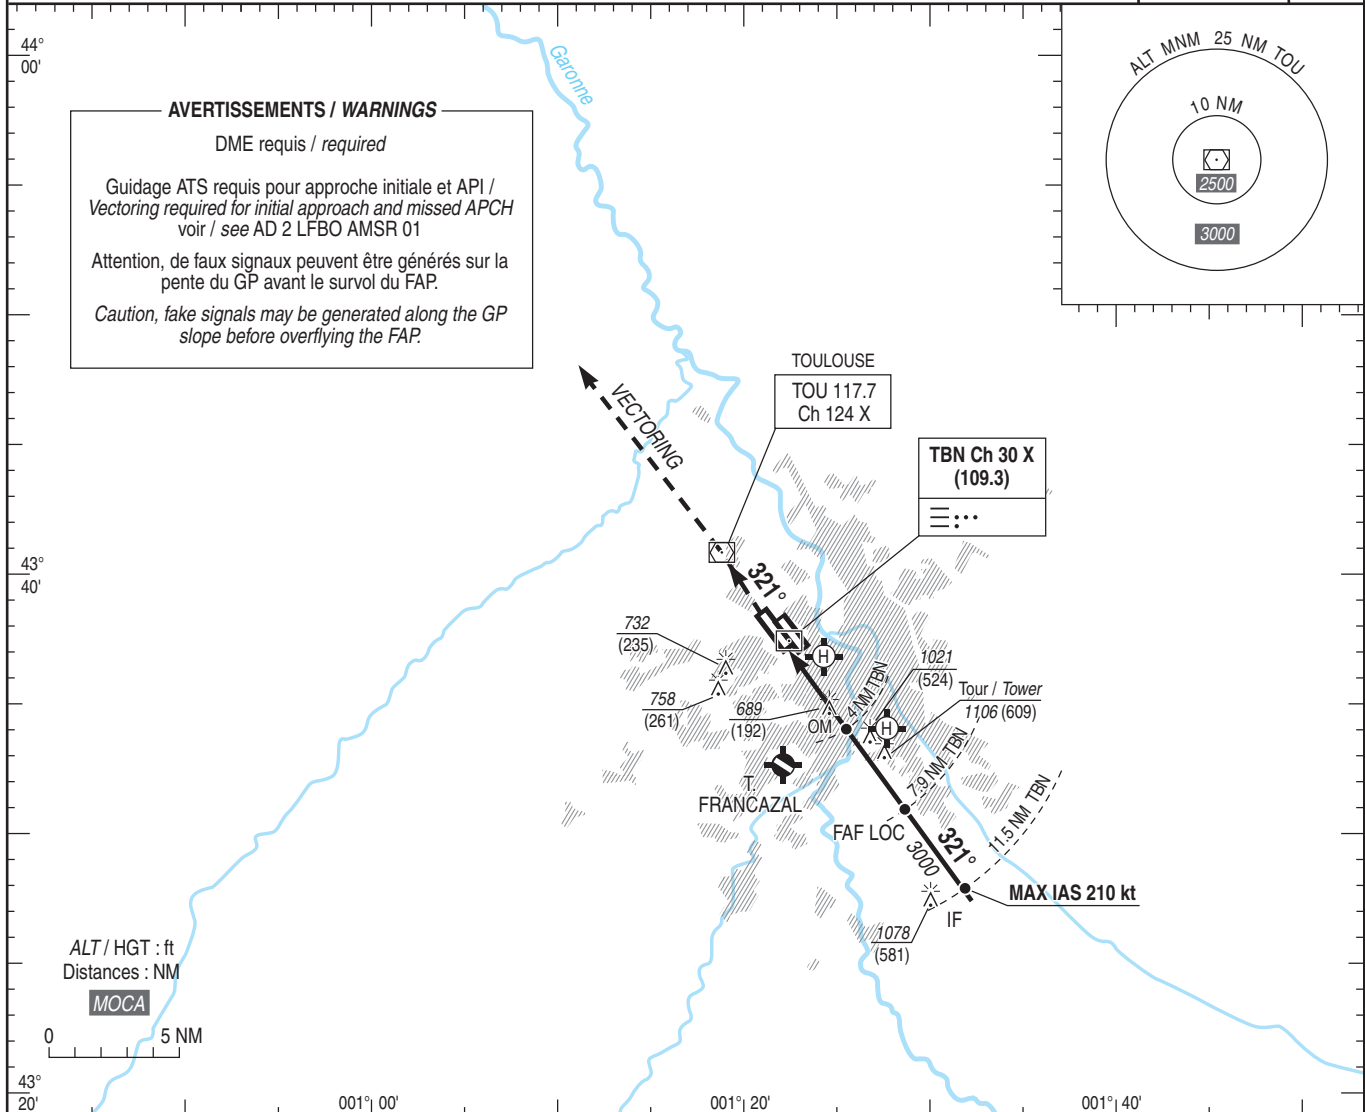 44°
00'
Garonne
ALT MNM 25 NM TOU
10 NM
2500
3000
AVERTISSEMENTS / WARNINGS
DME requis / required
Guidage ATS requis pour approche initiale et API /
Vectoring required for initial approach and missed APCH
voir / see AD 2 LFBO AMSR 01
Attention, de faux signaux peuvent être générés sur la
pente du GP avant le survol du FAP.
Caution, fake signals may be generated along the GP
slope before overflying the FAP.
TOULOUSE
TOU 117.7
Ch 124 X
VECTORING
TBN Ch 30 X
(109.3)
43°
40'
321°
732
(235)
758
(261)
689
(192)
OM
4 NM TBN
H
H
1021
(524)
Tour / Tower
1106 (609)
T.
FRANCAZAL
7.9 NM TBN
FAF LOC
3000
321°
11.5 NM TBN
MAX IAS 210 kt
IF
1078
(581)
ALT / HGT : ft
Distances : NM
MOCA
0 5 NM
43°
20'
001° 00'
001° 20'
001° 40'